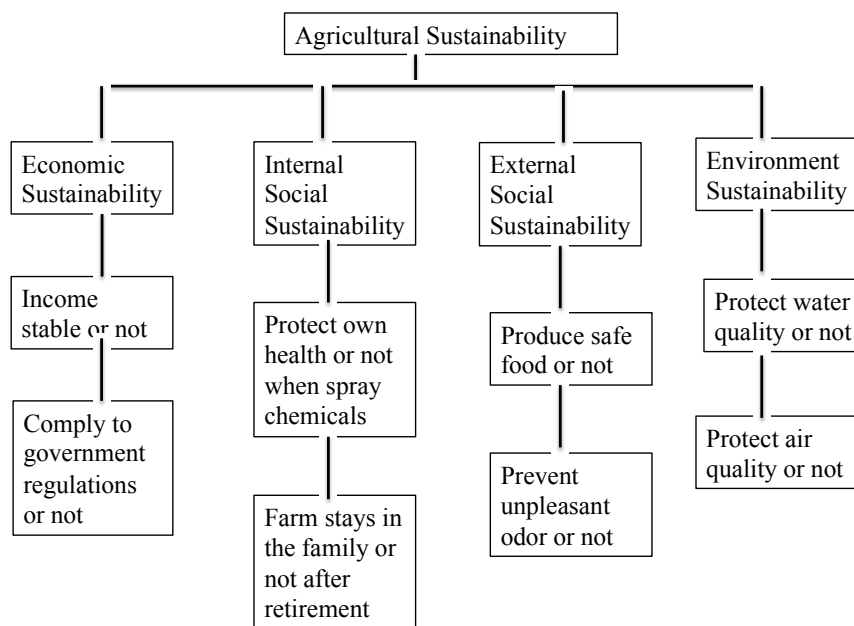 Agricultural Sustainability
Economic
Sustainability
Income
stable or not
Comply to
government
regulations
or not
Internal
Social
Sustainability
Protect own
health or not
when spray
chemicals
Farm stays in
the family or
not after
retirement
External
Social
Sustainability
Produce safe
food or not
Prevent
unpleasant
odor or not
Environment
Sustainability
Protect water
quality or not
Protect air
quality or not